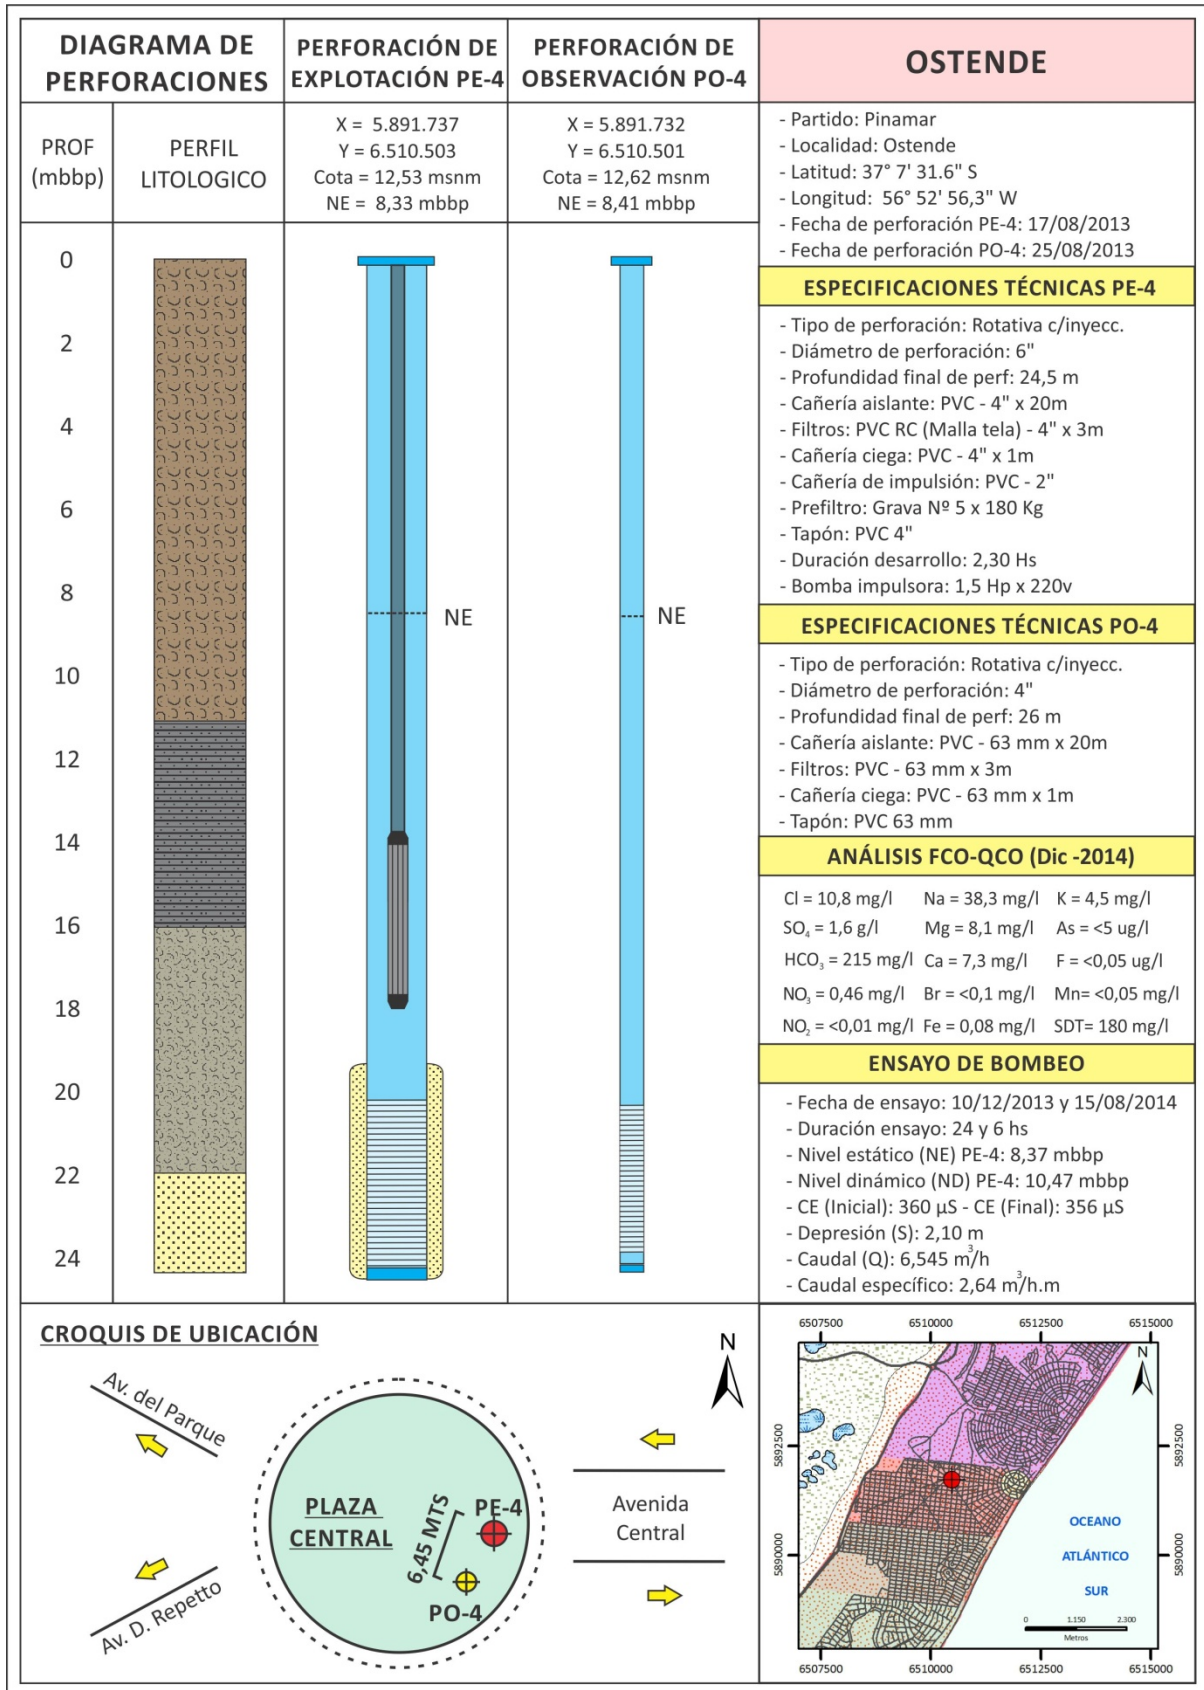 DIAGRAMA DE
PERFORACIONES
PERFORACIÓN DE
EXPLOTACIÓN PE-4
PERFORACIÓN DE
OBSERVACIÓN PO-4
OSTENDE
PROF
(mbbp)
PERFIL
LITOLOGICO
X = 5.891.737
Y = 6.510.503
Cota = 12,53 msnm
NE = 8,33 mbbp
X = 5.891.732
Y = 6.510.501
Cota = 12,62 msnm
NE = 8,41 mbbp
- Partido: Pinamar
- Localidad: Ostende
- Latitud: 37° 7' 31.6" S
- Longitud: 56° 52' 56,3" W
- Fecha de perforación PE-4: 17/08/2013
- Fecha de perforación PO-4: 25/08/2013
0
2
4
6
8
10
12
14
16
18
20
22
24
NE
NE
ESPECIFICACIONES TÉCNICAS PE-4
- Tipo de perforación: Rotativa c/inyecc.
- Diámetro de perforación: 6"
- Profundidad final de perf: 24,5 m
- Cañería aislante: PVC - 4" x 20m
- Filtros: PVC RC (Malla tela) - 4" x 3m
- Cañería ciega: PVC - 4" x 1m
- Cañería de impulsión: PVC - 2"
- Prefiltro: Grava Nº 5 x 180 Kg
- Tapón: PVC 4"
- Duración desarrollo: 2,30 Hs
- Bomba impulsora: 1,5 Hp x 220v
ESPECIFICACIONES TÉCNICAS PO-4
- Tipo de perforación: Rotativa c/inyecc.
- Diámetro de perforación: 4"
- Profundidad final de perf: 26 m
- Cañería aislante: PVC - 63 mm x 20m
- Filtros: PVC - 63 mm x 3m
- Cañería ciega: PVC - 63 mm x 1m
- Tapón: PVC 63 mm
ANÁLISIS FCO-QCO (Dic -2014)
Cl = 10,8 mg/l Na = 38,3 mg/l K = 4,5 mg/l
SO₄ = 1,6 g/l Mg = 8,1 mg/l As = <5 ug/l
HCO₃ = 215 mg/l Ca = 7,3 mg/l F = <0,05 ug/l
NO₃ = 0,46 mg/l Br = <0,1 mg/l Mn= <0,05 mg/l
NO₂ = <0,01 mg/l Fe = 0,08 mg/l SDT= 180 mg/l
ENSAYO DE BOMBEO
- Fecha de ensayo: 10/12/2013 y 15/08/2014
- Duración ensayo: 24 y 6 hs
- Nivel estático (NE) PE-4: 8,37 mbbp
- Nivel dinámico (ND) PE-4: 10,47 mbbp
- CE (Inicial): 360 µS - CE (Final): 356 µS
- Depresión (S): 2,10 m
- Caudal (Q): 6,545 m³/h
- Caudal específico: 2,64 m³/h.m
CROQUIS DE UBICACIÓN
N
Av. del Parque
Av. D. Repetto
PLAZA
CENTRAL
6,45 MTS
PE-4
PO-4
Avenida
Central
6507500 6510000 6512500 6515000
N
5892500
5892500
5890000
5890000
OCEANO
ATLÁNTICO
SUR
0 1.150 2.300
Metros
6507500 6510000 6512500 6515000